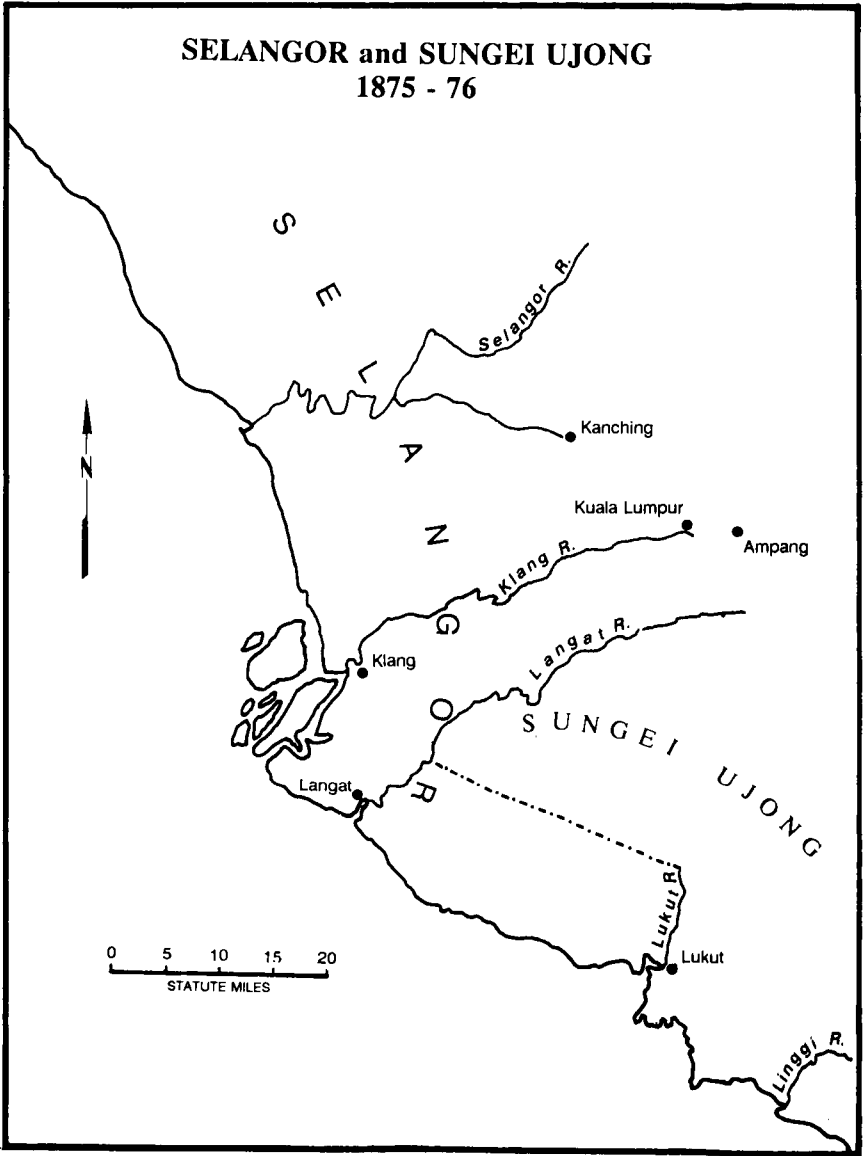 SELANGOR and SUNGEI UJONG
1875 - 76
SELANGOR
Selangor R.
Kanching
N
Kuala Lumpur
Ampang
Klang R.
Klang
Langat R.
SUNGEI UJONG
Langat
Lukut R
Lukut
0 5 10 15 20
STATUTE MILES
Linggi R.